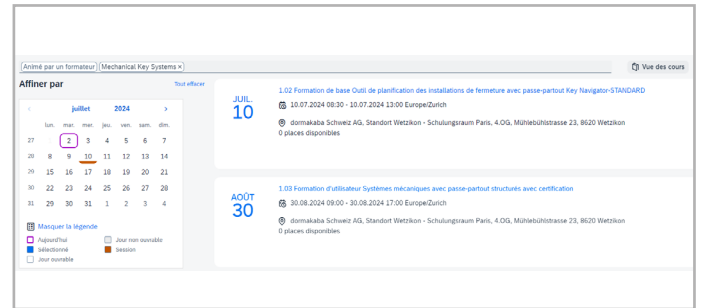 Animé par un formateur Mechanical Key Systems × Vue des cours
Affiner par Tout effacer
< juillet 2024 >
lun. mar. mer. jeu. ven. sam. dim.
27 2 3 4 5 6 7
28 8 9 10 11 12 13 14
29 15 16 17 18 19 20 21
30 22 23 24 25 26 27 28
31 29 30 31 1 2 3 4
Masquer la légende
Aujourd'hui Jour non ouvrable
Sélectionné Session
Jour ouvrable
JUIL.
10
1.02 Formation de base Outil de planification des installations de fermeture avec passe-partout Key Navigator-STANDARD
10.07.2024 08:30 - 10.07.2024 13:00 Europe/Zurich
dormakaba Schweiz AG, Standort Wetzikon - Schulungsraum Paris, 4.OG, Mühlebühlstrasse 23, 8620 Wetzikon
0 places disponibles
AOÛT
30
1.03 Formation d'utilisateur Systèmes mécaniques avec passe-partout structurés avec certification
30.08.2024 09:00 - 30.08.2024 17:00 Europe/Zurich
dormakaba Schweiz AG, Standort Wetzikon - Schulungsraum Paris, 4.OG, Mühlebühlstrasse 23, 8620 Wetzikon
0 places disponibles